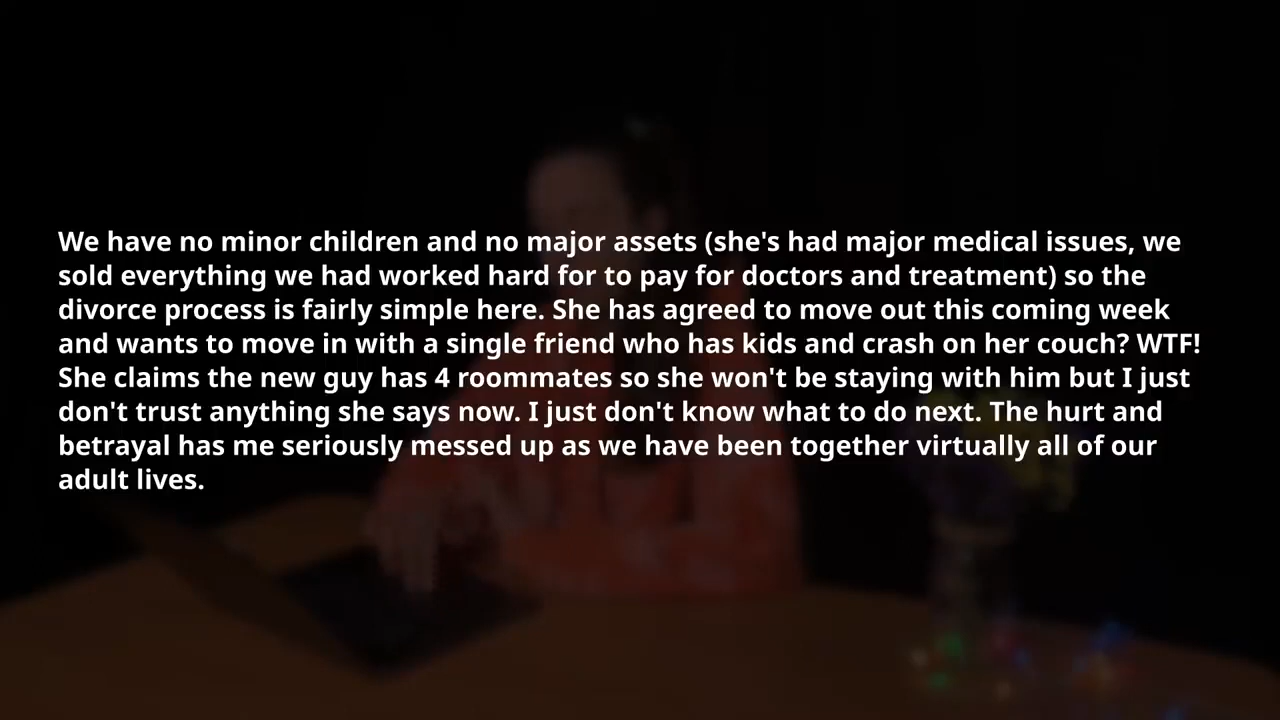 We have no minor children and no major assets (she's had major medical issues, we
sold everything we had worked hard for to pay for doctors and treatment) so the
divorce process is fairly simple here. She has agreed to move out this coming week
and wants to move in with a single friend who has kids and crash on her couch? WTF!
She claims the new guy has 4 roommates so she won't be staying with him but I just
don't trust anything she says now. I just don't know what to do next. The hurt and
betrayal has me seriously messed up as we have been together virtually all of our
adult lives.